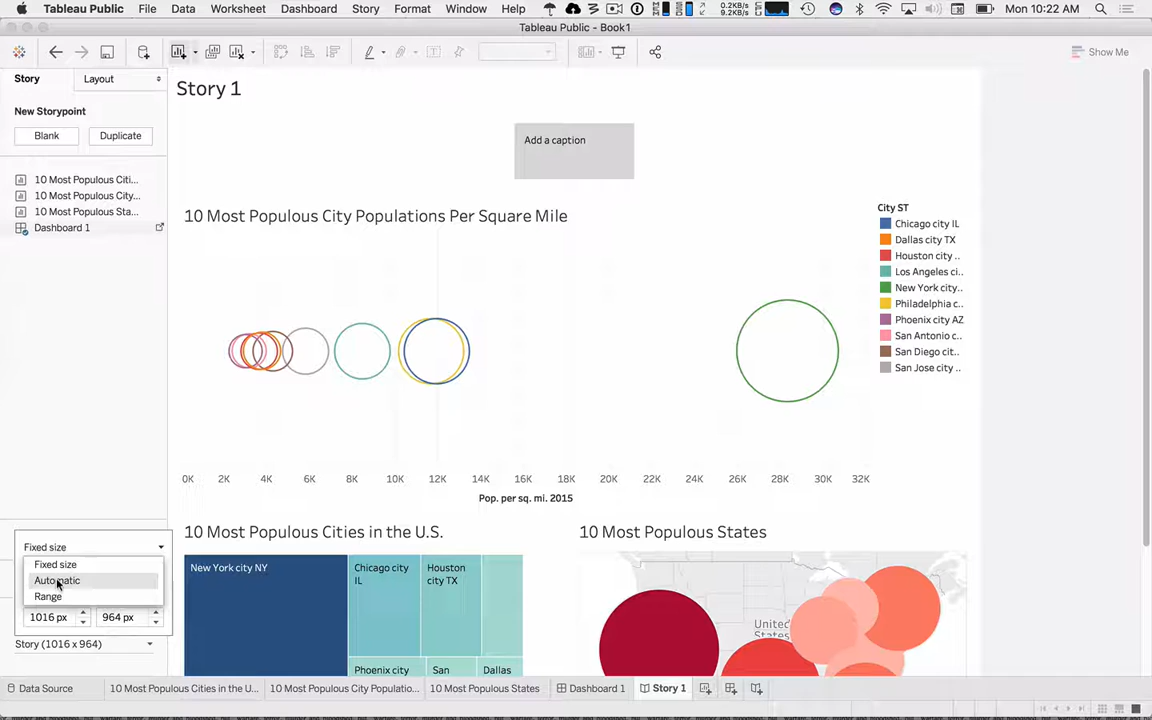 Tableau Public File Data Worksheet Dashboard Story Format Window Help 0.2KB/s 9.2KB/s Mon 10:22 AM
Tableau Public - Book1
Show Me
Story Layout
New Storypoint
Blank Duplicate
10 Most Populous Citi...
10 Most Populous City...
10 Most Populous Sta...
Dashboard 1
Story 1
Add a caption
10 Most Populous City Populations Per Square Mile
0K 2K 4K 6K 8K 10K 12K 14K 16K 18K 20K 22K 24K 26K 28K 30K 32K
Pop. per sq. mi. 2015
City ST
Chicago city IL
Dallas city TX
Houston city ..
Los Angeles ci..
New York city..
Philadelphia c..
Phoenix city AZ
San Antonio c..
San Diego cit..
San Jose city ..
10 Most Populous Cities in the U.S.
New York city NY
Chicago city
IL
Houston
city TX
Phoenix city
San
Dallas
10 Most Populous States
United
States
Fixed size
Fixed size
Automatic
Range
1016 px 964 px
Story (1016 x 964)
Data Source 10 Most Populous Cities in the U... 10 Most Populous City Populatio... 10 Most Populous States Dashboard 1 Story 1